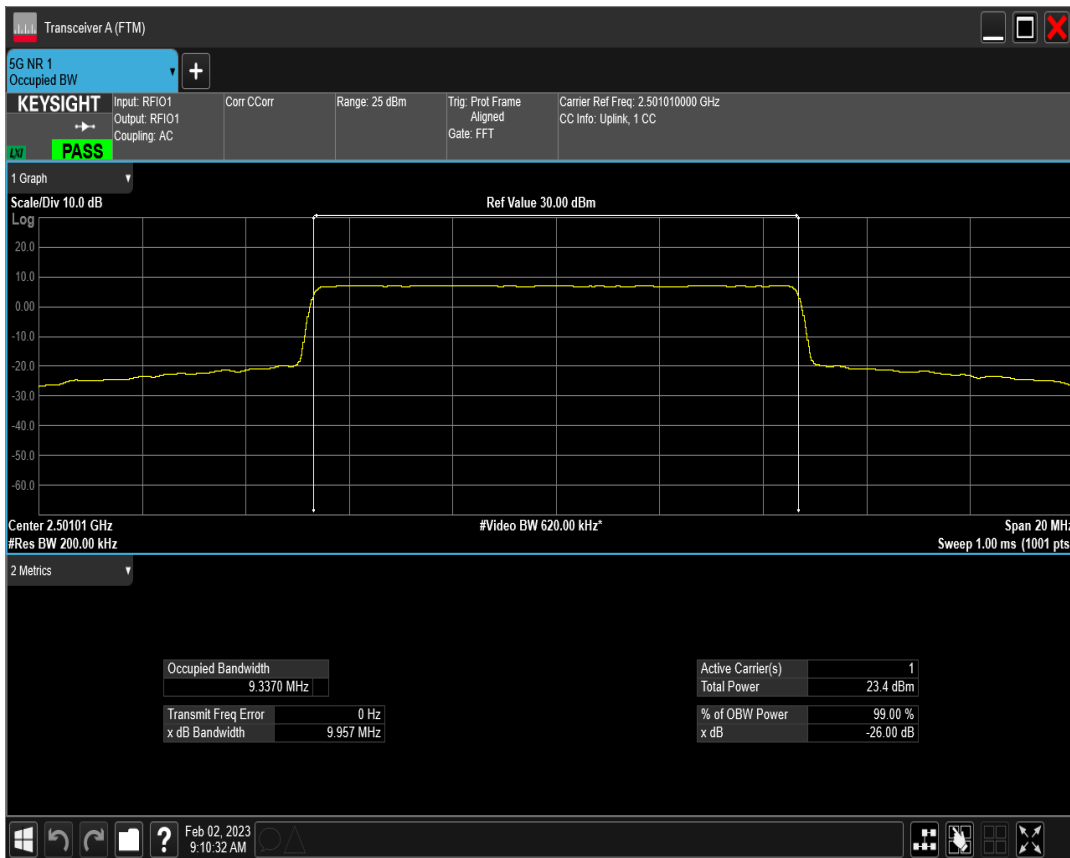 Transceiver A (FTM)
5G NR 1
Occupied BW
+
KEYSIGHT
LXI
PASS
Input: RFIO1
Output: RFIO1
Coupling: AC
Corr CCorr
Range: 25 dBm
Trig: Prot Frame
Aligned
Gate: FFT
Carrier Ref Freq: 2.501010000 GHz
CC Info: Uplink, 1 CC
1 Graph
Scale/Div 10.0 dB
Ref Value 30.00 dBm
Log
20.0
10.0
0.00
-10.0
-20.0
-30.0
-40.0
-50.0
-60.0
Center 2.50101 GHz
#Video BW 620.00 kHz*
Span 20 MHz
#Res BW 200.00 kHz
Sweep 1.00 ms (1001 pts
2 Metrics
Occupied Bandwidth
9.3370 MHz
Transmit Freq Error 0 Hz
x dB Bandwidth 9.957 MHz
Active Carrier(s) 1
Total Power 23.4 dBm
% of OBW Power 99.00 %
x dB -26.00 dB
?
Feb 02, 2023
9:10:32 AM